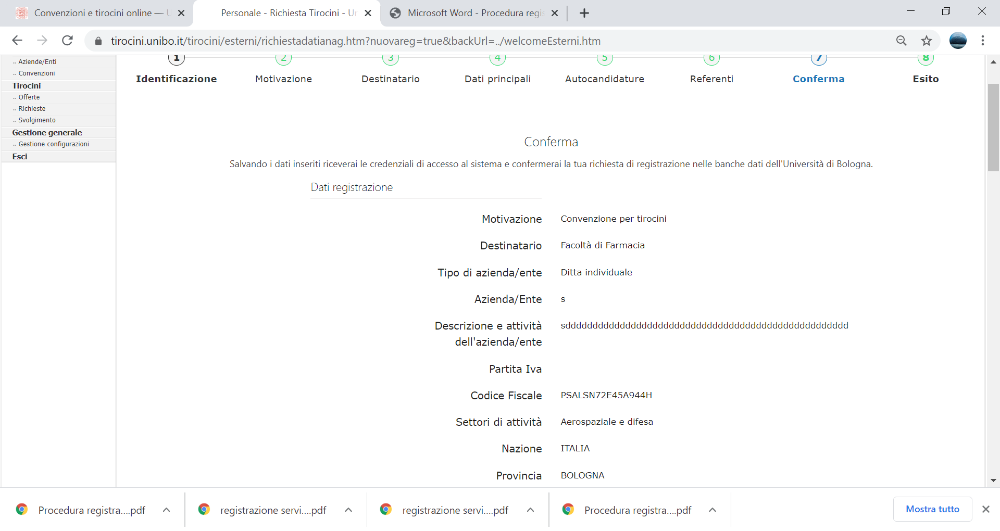 Convenzioni e tirocini online — U
Personale - Richiesta Tirocini - Un
Microsoft Word - Procedura regis
tirocini.unibo.it/tirocini/esterni/richiestadatianag.htm?nuovareg=true&backUrl=../welcomeEsterni.htm
.. Aziende/Enti
.. Convenzioni
Tirocini
.. Offerte
.. Richieste
.. Svolgimento
Gestione generale
.. Gestione configurazioni
Esci
1 2 3 4 5 6 7 8
Identificazione Motivazione Destinatario Dati principali Autocandidature Referenti Conferma Esito
Conferma
Salvando i dati inseriti riceverai le credenziali di accesso al sistema e confermerai la tua richiesta di registrazione nelle banche dati dell'Università di Bologna.
Dati registrazione
Motivazione Convenzione per tirocini
Destinatario Facoltà di Farmacia
Tipo di azienda/ente Ditta individuale
Azienda/Ente s
Descrizione e attività sdddddddddddddddddddddddddddddddddddddddddddddddddddd
dell'azienda/ente
Partita Iva
Codice Fiscale PSALSN72E45A944H
Settori di attività Aerospaziale e difesa
Nazione ITALIA
Provincia BOLOGNA
Procedura registra....pdf
registrazione servi....pdf
registrazione servi....pdf
Procedura registra....pdf
Mostra tutto